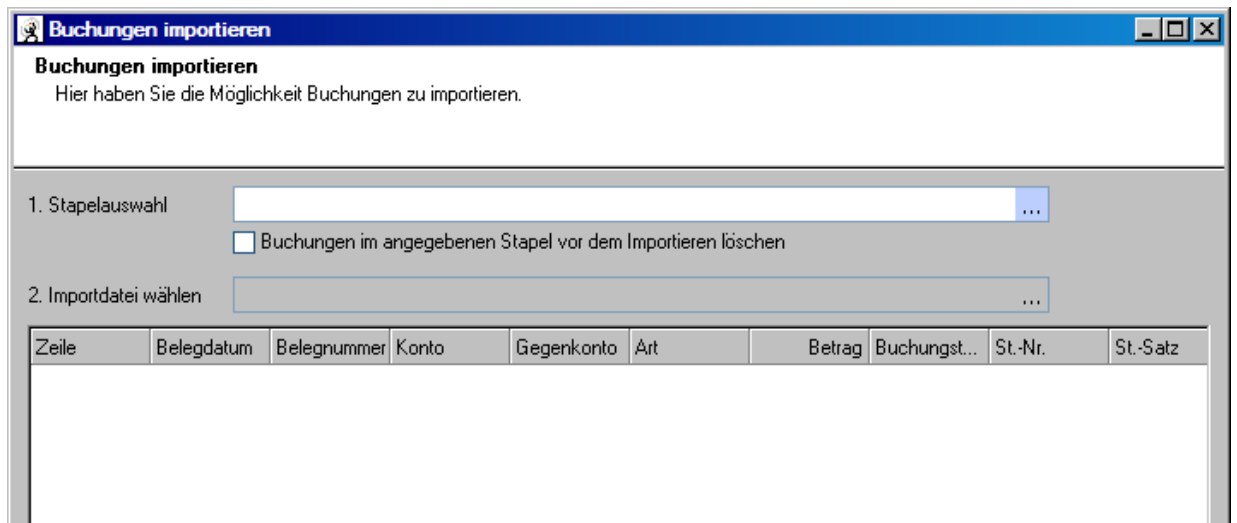 Buchungen importieren
Buchungen importieren
Hier haben Sie die Möglichkeit Buchungen zu importieren.
1. Stapelauswahl ...
Buchungen im angegebenen Stapel vor dem Importieren löschen
2. Importdatei wählen ...
Zeile Belegdatum Belegnummer Konto Gegenkonto Art Betrag Buchungst... St.-Nr. St.-Satz